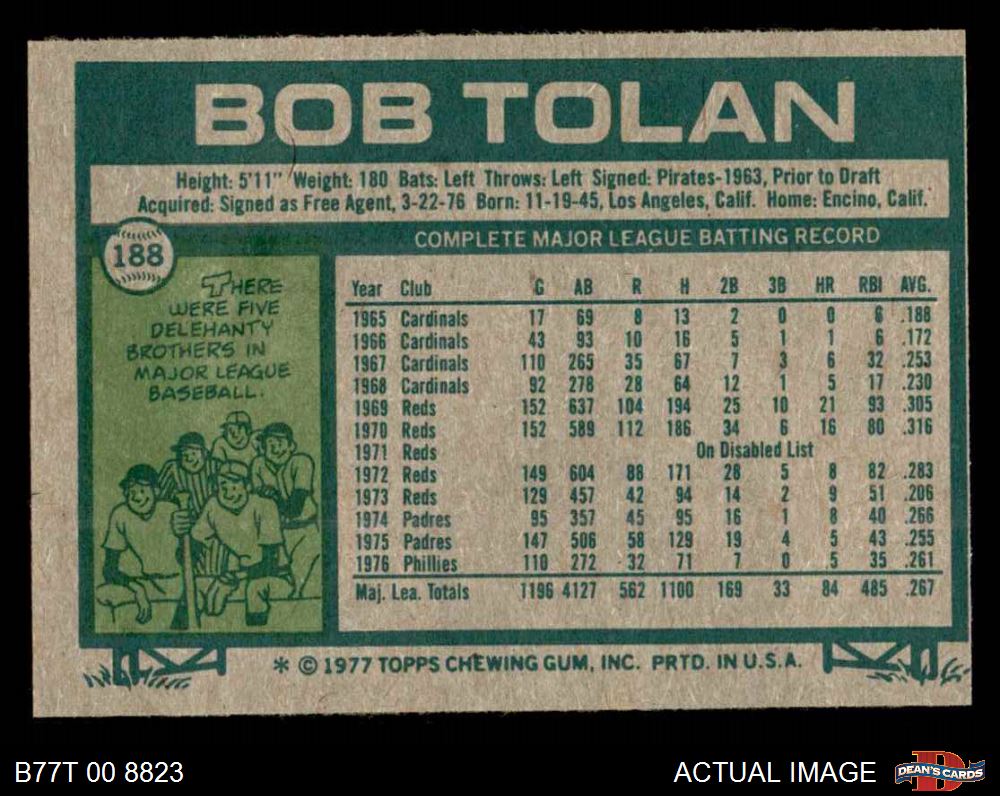 BOB TOLAN
Height: 5'11" Weight: 180 Bats: Left Throws: Left Signed: Pirates-1963, Prior to Draft
Acquired: Signed as Free Agent, 3-22-76 Born: 11-19-45, Los Angeles, Calif. Home: Encino, Calif.
188
THERE
WERE FIVE
DELEHANTY
BROTHERS IN
MAJOR LEAGUE
BASEBALL.
COMPLETE MAJOR LEAGUE BATTING RECORD
Year Club G AB R H 2B 3B HR RBI AVG.
1965 Cardinals 17 69 8 13 2 0 0 6 .188
1966 Cardinals 43 93 10 16 5 1 1 6 .172
1967 Cardinals 110 265 35 67 7 3 6 32 .253
1968 Cardinals 92 278 28 64 12 1 5 17 .230
1969 Reds 152 637 104 194 25 10 21 93 .305
1970 Reds 152 589 112 186 34 6 16 80 .316
1971 Reds On Disabled List
1972 Reds 149 604 88 171 28 5 8 82 .283
1973 Reds 129 457 42 94 14 2 9 51 .206
1974 Padres 95 357 45 95 16 1 8 40 .266
1975 Padres 147 506 58 129 19 4 5 43 .255
1976 Phillies 110 272 32 71 7 0 5 35 .261
Maj. Lea. Totals 1196 4127 562 1100 169 33 84 485 .267
* © 1977 TOPPS CHEWING GUM, INC. PRTD. IN U.S.A.
B77T 00 8823
ACTUAL IMAGE
DEAN'S CARDS